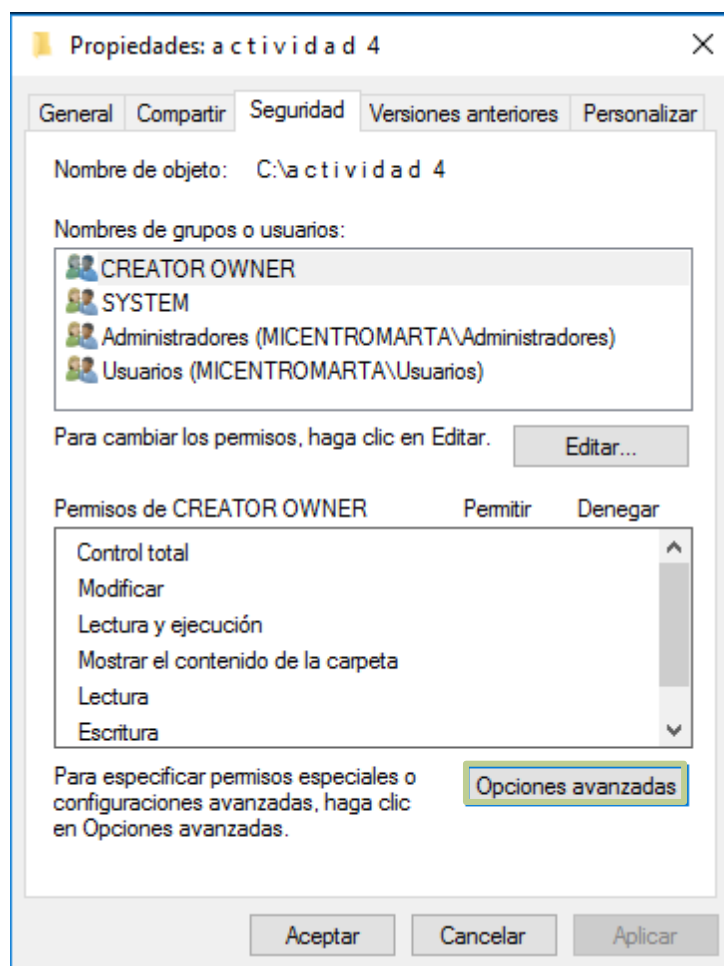 Propiedades: a c t i v i d a d  4
General Compartir Seguridad Versiones anteriores Personalizar
Nombre de objeto: C:\a c t i v i d a d  4
Nombres de grupos o usuarios:
CREATOR OWNER
SYSTEM
Administradores (MICENTROMARTA\Administradores)
Usuarios (MICENTROMARTA\Usuarios)
Para cambiar los permisos, haga clic en Editar. Editar...
Permisos de CREATOR OWNER Permitir Denegar
Control total
Modificar
Lectura y ejecución
Mostrar el contenido de la carpeta
Lectura
Escritura
Para especificar permisos especiales o
configuraciones avanzadas, haga clic
en Opciones avanzadas.
Opciones avanzadas
Aceptar Cancelar Aplicar